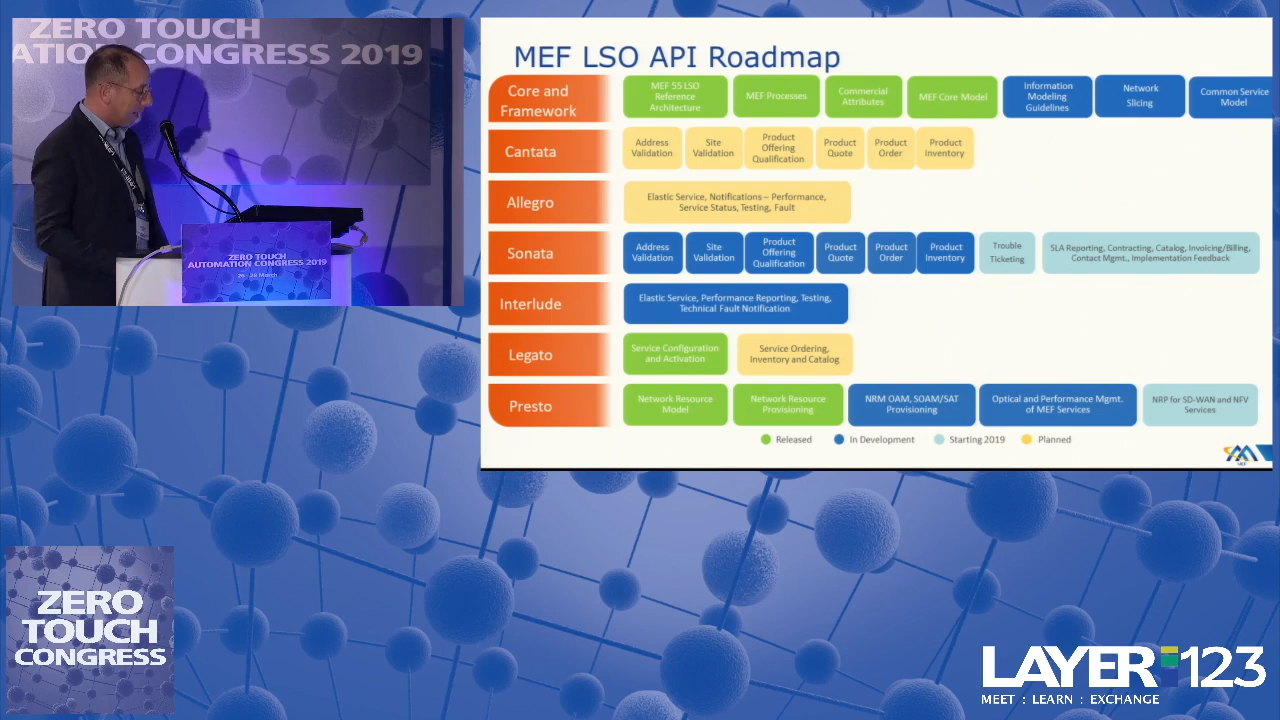 ZERO TOUCH
ATION CONGRESS 2019
ZERO TOUCH
AUTOMATION CONGRESS 2019
26 - 28 March
MEF LSO API Roadmap
Core and
Framework
MEF 55 LSO
Reference
Architecture
MEF Processes
Commercial
Attributes
MEF Core Model
Information
Modeling
Guidelines
Network
Slicing
Common Service
Model
Cantata
Address
Validation
Site
Validation
Product
Offering
Qualification
Product
Quote
Product
Order
Product
Inventory
Allegro
Elastic Service, Notifications – Performance,
Service Status, Testing, Fault
Sonata
Address
Validation
Site
Validation
Product
Offering
Qualification
Product
Quote
Product
Order
Product
Inventory
Trouble
Ticketing
SLA Reporting, Contracting, Catalog, Invoicing/Billing,
Contact Mgmt., Implementation Feedback
Interlude
Elastic Service, Performance Reporting, Testing,
Technical Fault Notification
Legato
Service Configuration
and Activation
Service Ordering,
Inventory and Catalog
Presto
Network Resource
Model
Network Resource
Provisioning
NRM OAM, SOAM/SAT
Provisioning
Optical and Performance Mgmt.
of MEF Services
NRP for SD-WAN and NFV
Services
Released
In Development
Starting 2019
Planned
MEF
ZERO
TOUCH
CONGRESS
LAYER123
MEET : LEARN : EXCHANGE